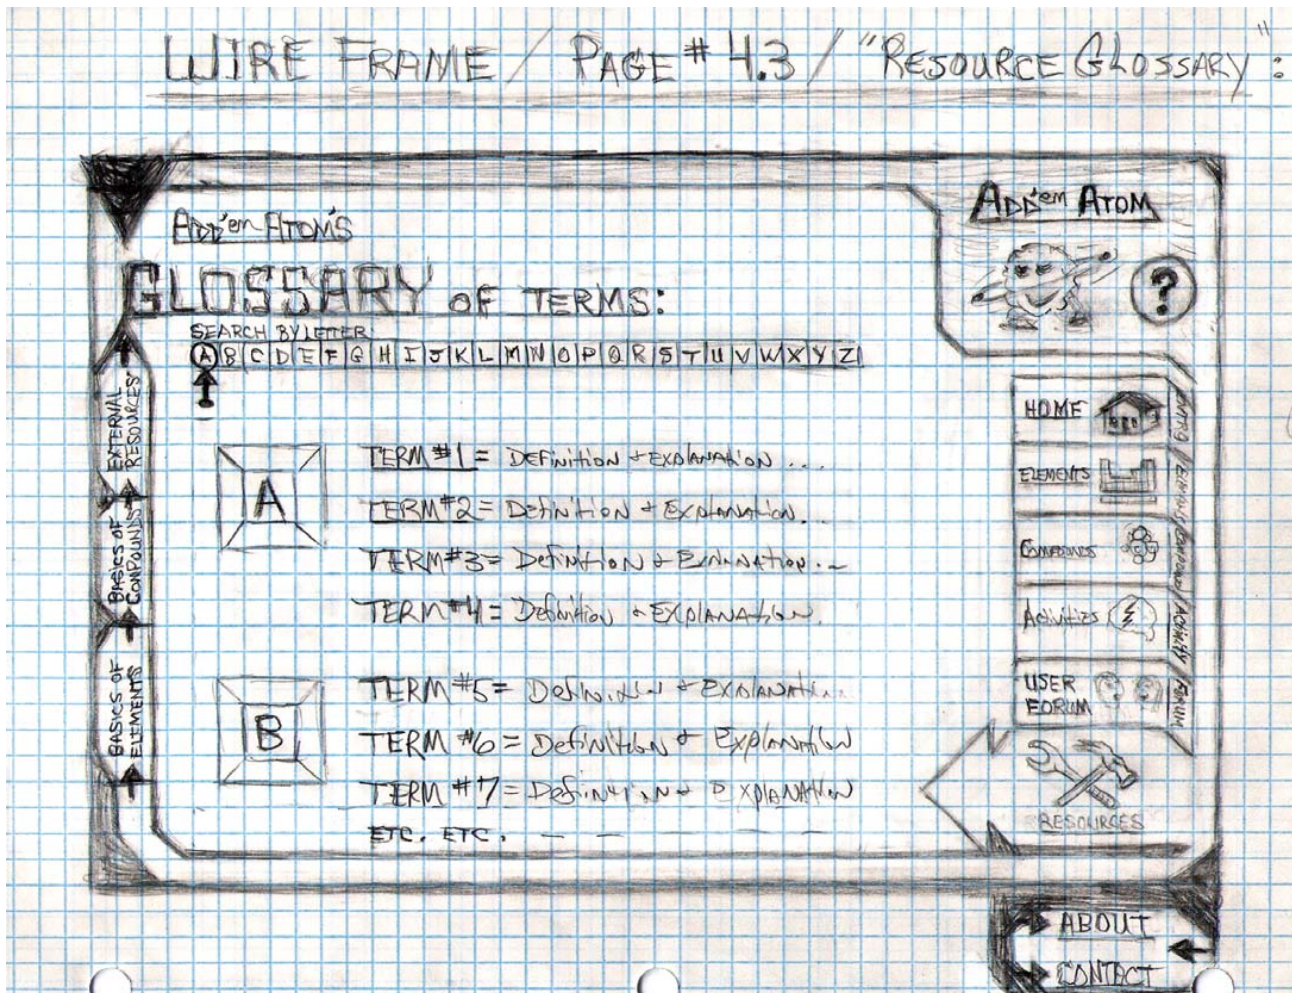 WIRE FRAME / PAGE # 4.3 / "RESOURCE GLOSSARY":
ADD'em ATOM
ADD'em ATOM'S
?
GLOSSARY OF TERMS:
SEARCH BY LETTER
A B C D E F G H I J K L M N O P Q R S T U V W X Y Z
EXTERNAL RESOURCES
BASICS OF COMPOUNDS
BASICS OF ELEMENTS
A
TERM #1 = DEFINITION & EXPLANATION ...
TERM #2 = DEFINITION & EXPLANATION...
TERM #3 = DEFINITION &
TERM #4 = Definition & EXPLANATION.
B
TERM #5 = Definition & EXPLANATION...
TERM #6 = Definition & Explanation
TERM #7 = Definition & EXPLANATION
ETC. ETC. - - - -
HOME
ELEMENTS
COMPOUNDS
Activities
USER FORUM
RESOURCES
ACTIVITY / FORUM
ABOUT
CONTACT